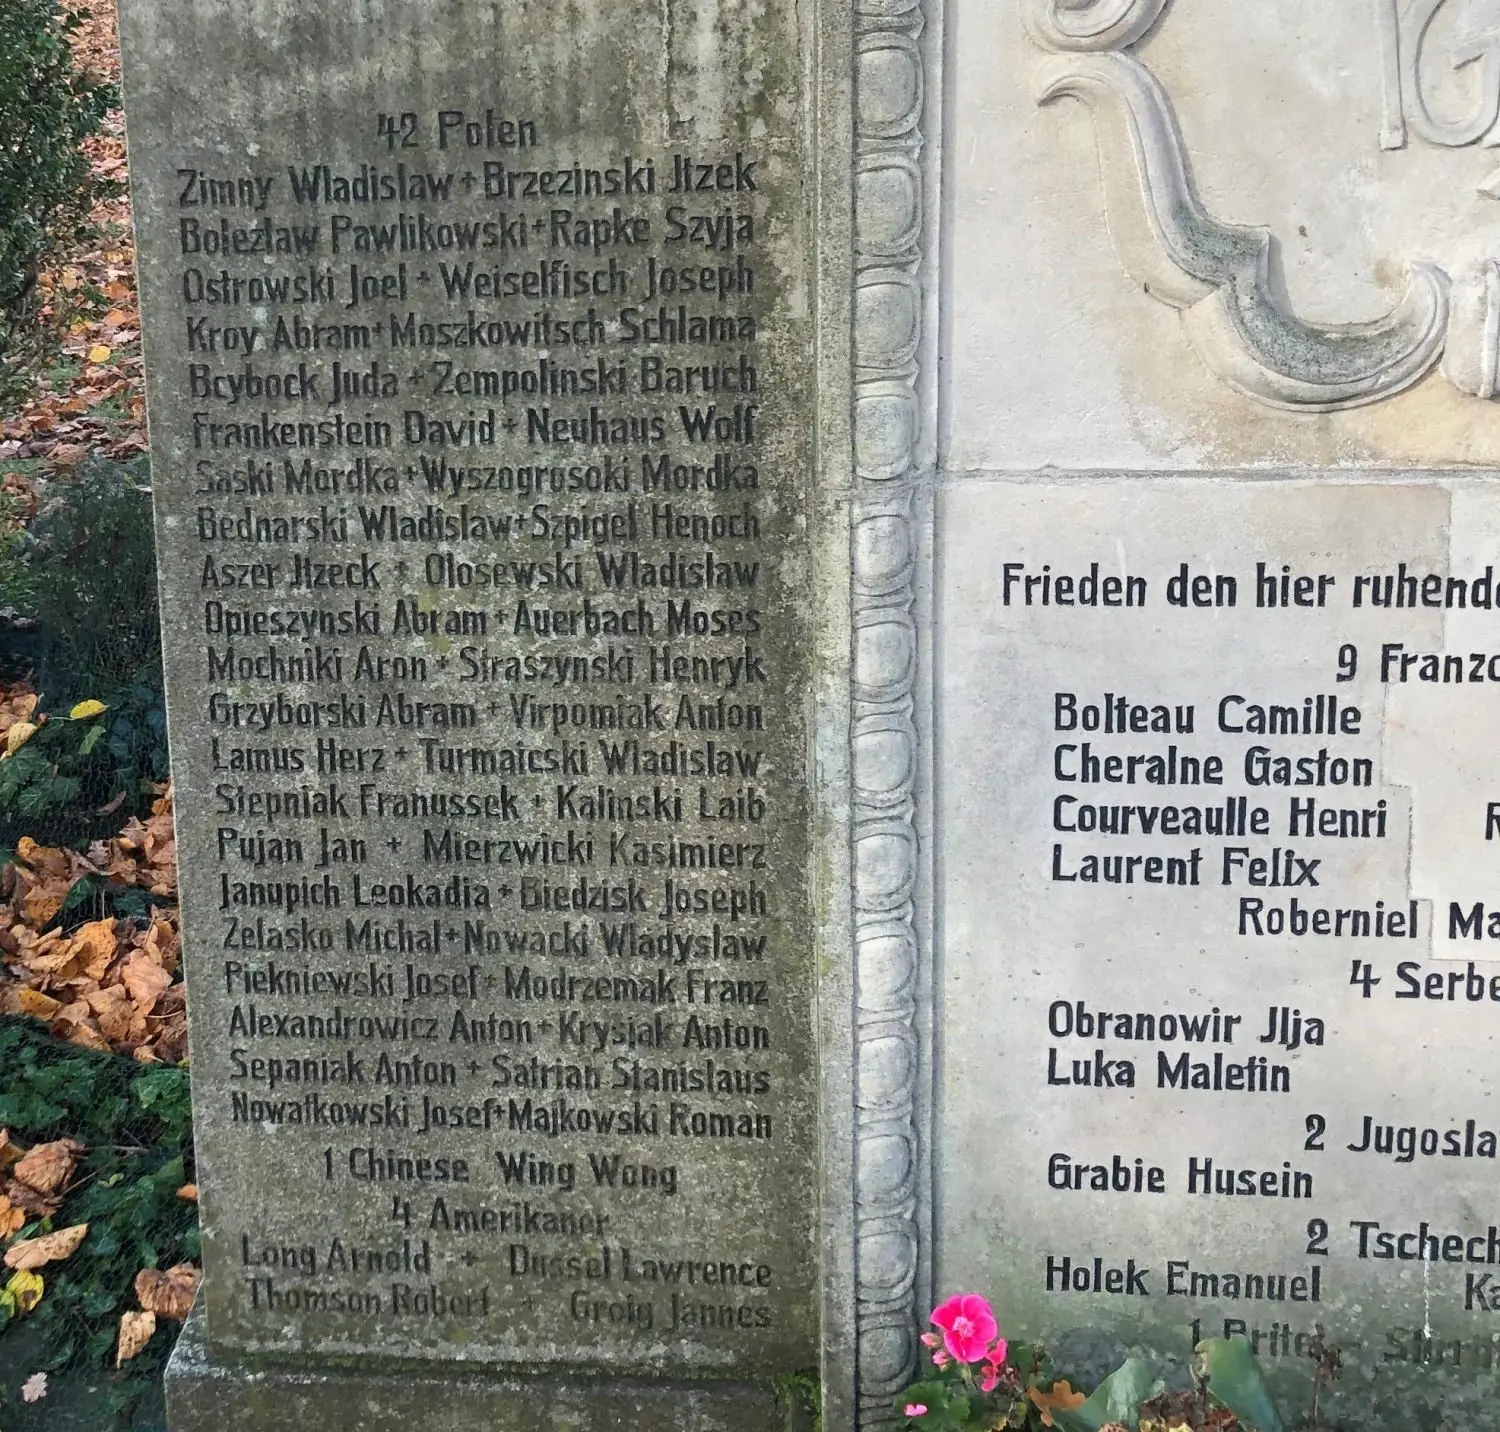 42 Polen
Zimny Wladislaw + Brzezinski Jtzek
Bolezlaw Pawlikowski + Rapke Szyja
Ostrowski Joel + Weiselfisch Joseph
Kroy Abram + Moszkowitsch Schlama
Bcybock Juda + Zempolinski Baruch
Frankenstein David + Neuhaus Wolf
Saski Mordka + Wyszogrosoki Mordka
Bednarski Wladislaw + Szpigel Henoch
Aszer Jtzeck + Olosewski Wladislaw
Opieszynski Abram + Auerbach Moses
Mochniki Aron + Straszynski Henryk
Grzyborski Abram + Virpomiak Anton
Lamus Herz + Turmaicski Wladislaw
Stepniak Franussek + Kalinski Laib
Pujan Jan + Mierzwicki Kasimierz
Janupich Leokadia + Biedzisk Joseph
Zelasko Michal + Nowacki Wladyslaw
Piekniewski Josef + Modrzemak Franz
Alexandrowicz Anton + Krysjak Anton
Sepaniak Anton + Satrian Stanislaus
Nowatkowski Josef + Majkowski Roman
1 Chinese Wing Wong
4 Amerikaner
Long Arnold + Dussel Lawrence
Thomson Robert + Groig Jannes
Frieden den hier ruhende
9 Franzo
Bolteau Camille
Cheralne Gaston
Courveaulle Henri R
Laurent Felix
Roberniel Ma
4 Serbe
Obranowir Jlja
Luka Maletin
2 Jugosla
Grabie Husein
2 Tschech
Holek Emanuel Ka
1 Brite